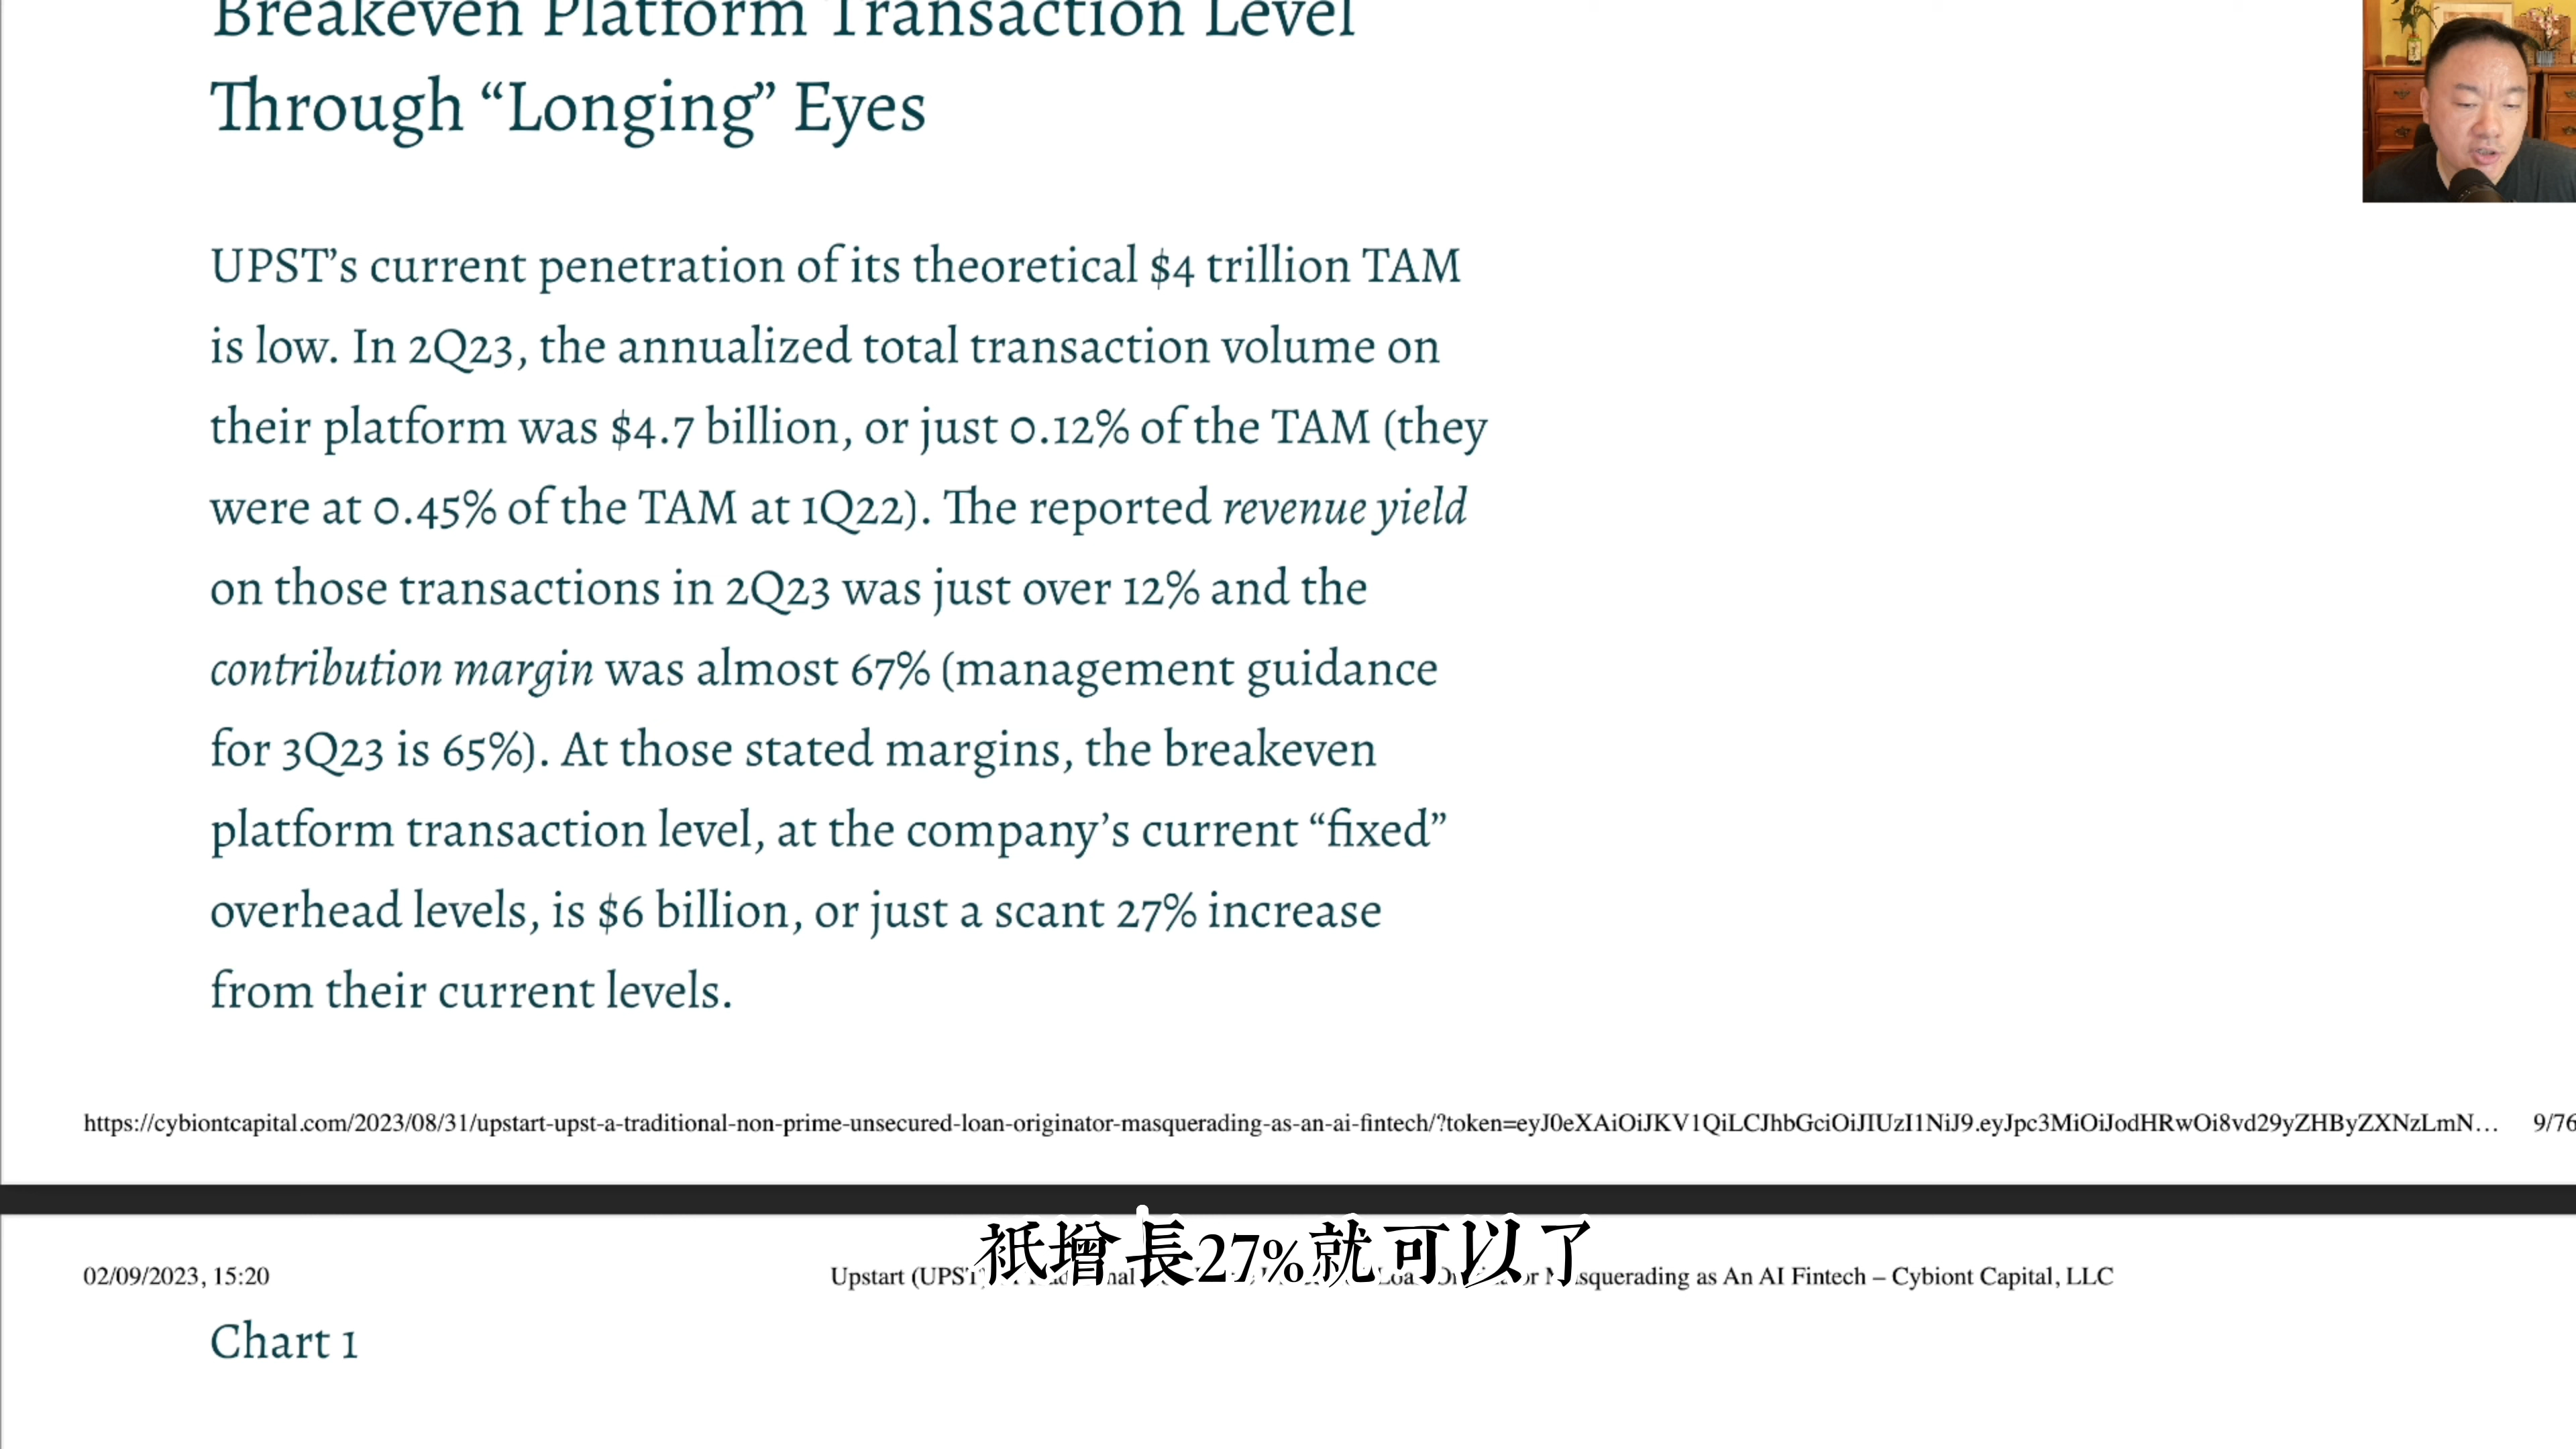 Breakeven Platform Transaction Level
Through “Longing” Eyes
UPST’s current penetration of its theoretical $4 trillion TAM
is low. In 2Q23, the annualized total transaction volume on
their platform was $4.7 billion, or just 0.12% of the TAM (they
were at 0.45% of the TAM at 1Q22). The reported revenue yield
on those transactions in 2Q23 was just over 12% and the
contribution margin was almost 67% (management guidance
for 3Q23 is 65%). At those stated margins, the breakeven
platform transaction level, at the company’s current “fixed”
overhead levels, is $6 billion, or just a scant 27% increase
from their current levels.
https://cybiontcapital.com/2023/08/31/upstart-upst-a-traditional-non-prime-unsecured-loan-originator-masquerading-as-an-ai-fintech/?token=eyJ0eXAiOiJKV1QiLCJhbGciOiJIUzI1NiJ9.eyJpc3MiOiJodHRwOi8vd29yZHByZXNzLmN… 9/76
祇增長27%就可以了
02/09/2023, 15:20 Upstart as An AI Fintech – Cybiont Capital, LLC
Chart 1